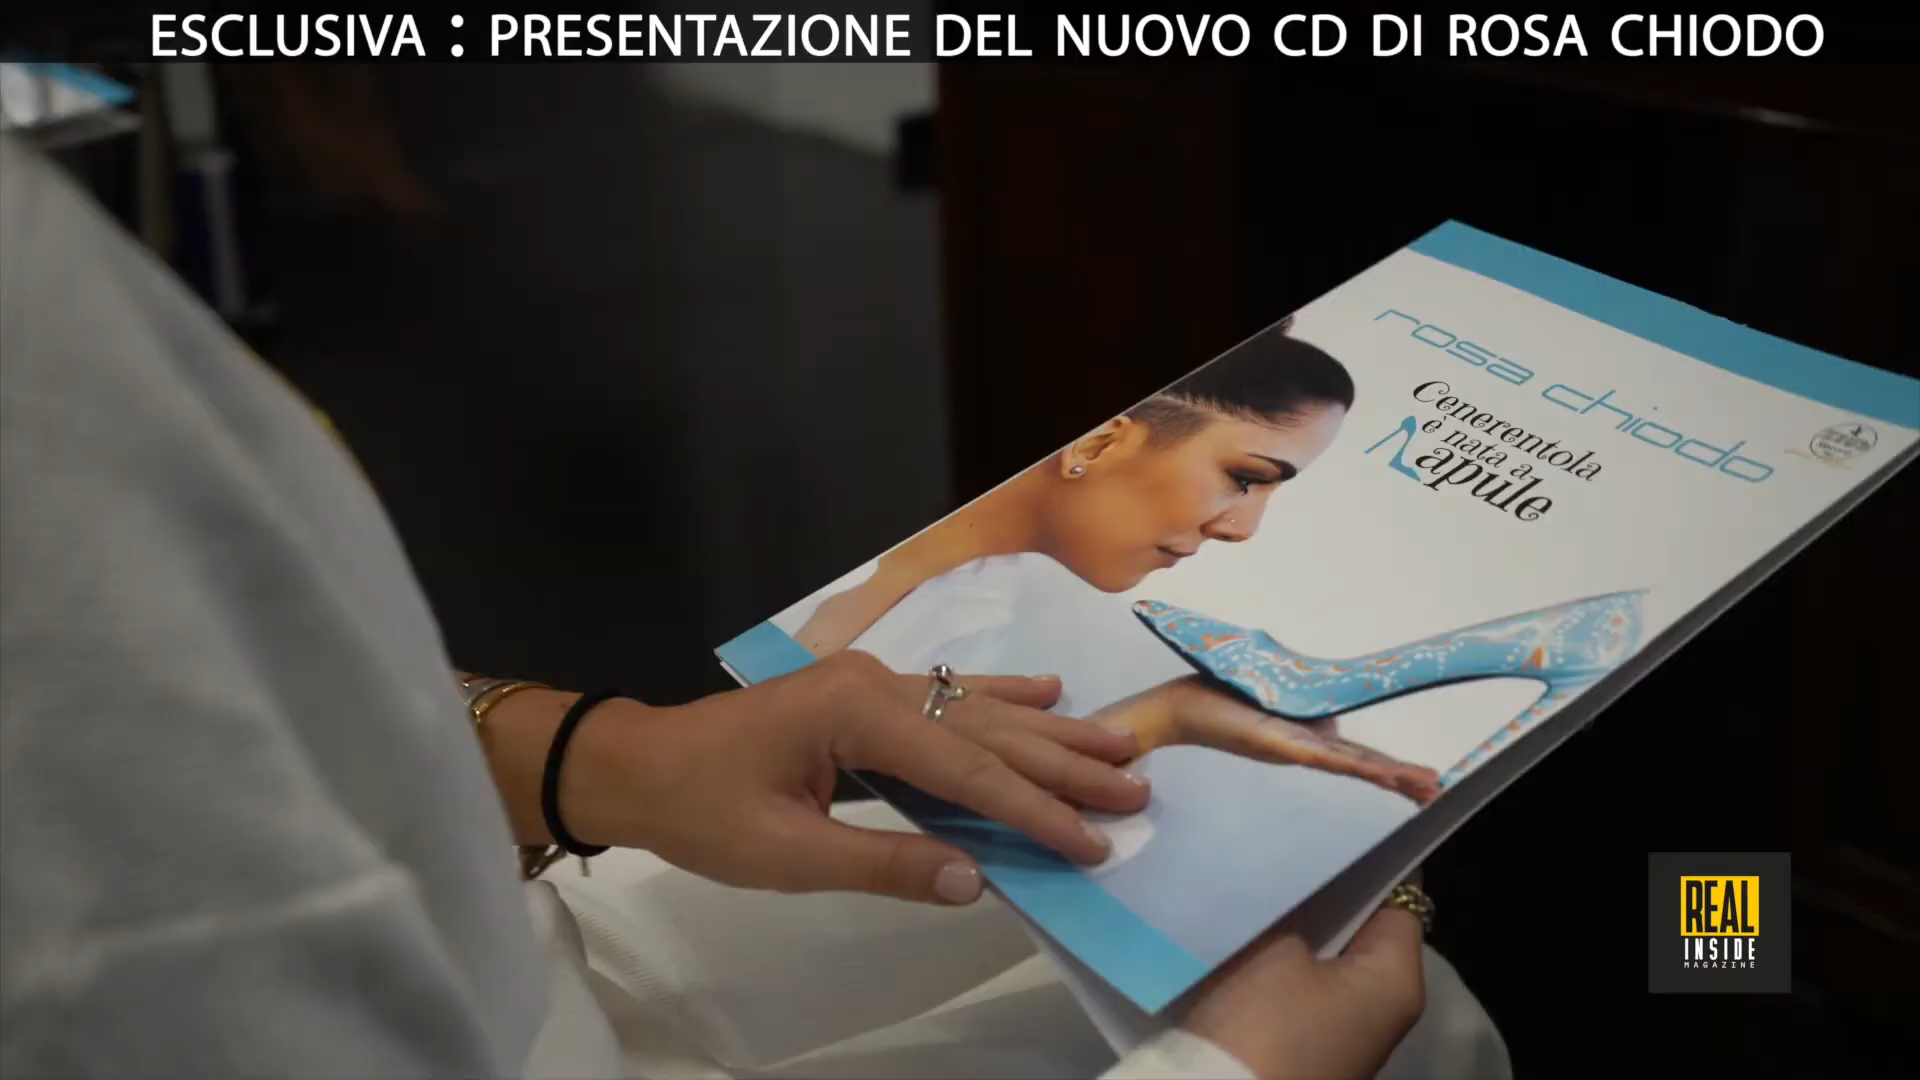 ESCLUSIVA : PRESENTAZIONE DEL NUOVO CD DI ROSA CHIODO
rosa chiodo
Cenerentola
è nata a
Napule
REAL
INSIDE
MAGAZINE